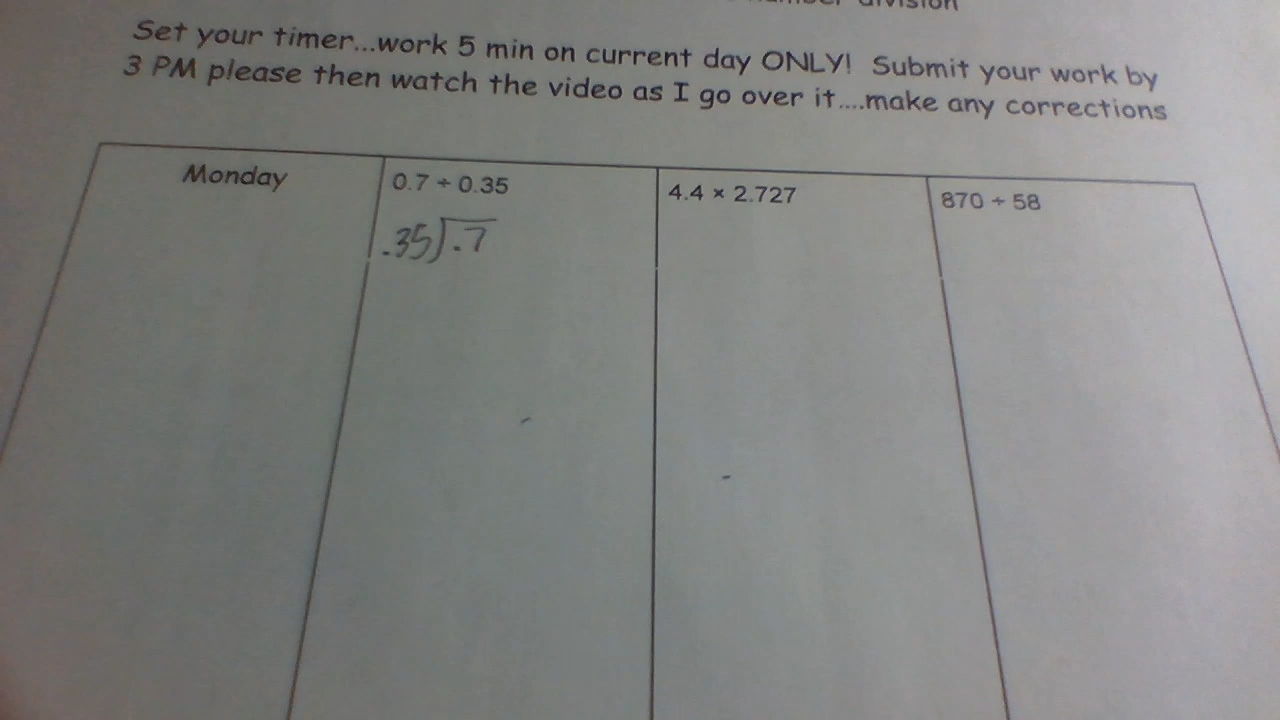 division
Set your timer...work 5 min on current day ONLY! Submit your work by
3 PM please then watch the video as I go over it....make any corrections
Monday
0.7 ÷ 0.35
.35).7
4.4 × 2.727
870 ÷ 58